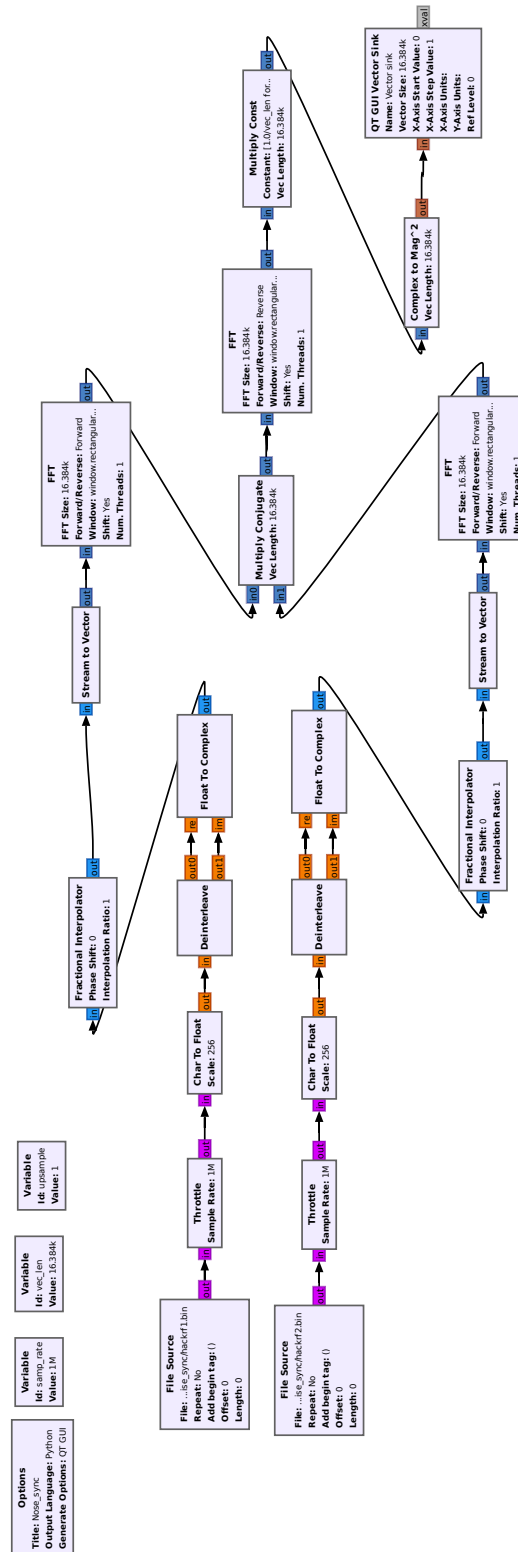 Options
Title: Nose_sync
Output Language: Python
Generate Options: QT GUI
Variable
Id: samp_rate
Value: 1M
Variable
Id: vec_len
Value: 16.384k
Variable
Id: upsample
Value: 1
File Source
File: ...ise_sync/hackrf1.bin
Repeat: No
Add begin tag: ()
Offset: 0
Length: 0
out
in
Throttle
Sample Rate: 1M
out
in
Char To Float
Scale: 256
out
in
Deinterleave
out0
out1
re
im
Float To Complex
out
in
Fractional Interpolator
Phase Shift: 0
Interpolation Ratio: 1
out
in
Stream to Vector
out
in
FFT
FFT Size: 16.384k
Forward/Reverse: Forward
Window: window.rectangular...
Shift: Yes
Num. Threads: 1
out
File Source
File: ...ise_sync/hackrf2.bin
Repeat: No
Add begin tag: ()
Offset: 0
Length: 0
out
in
Throttle
Sample Rate: 1M
out
in
Char To Float
Scale: 256
out
in
Deinterleave
out0
out1
re
im
Float To Complex
out
in
Fractional Interpolator
Phase Shift: 0
Interpolation Ratio: 1
out
in
Stream to Vector
out
in
FFT
FFT Size: 16.384k
Forward/Reverse: Forward
Window: window.rectangular...
Shift: Yes
Num. Threads: 1
out
in0
in1
Multiply Conjugate
Vec Length: 16.384k
out
in
FFT
FFT Size: 16.384k
Forward/Reverse: Reverse
Window: window.rectangular...
Shift: Yes
Num. Threads: 1
out
in
Multiply Const
Constant: [1.0/vec_len for...
Vec Length: 16.384k
out
in
Complex to Mag^2
Vec Length: 16.384k
out
in
QT GUI Vector Sink
Name: Vector sink
Vector Size: 16.384k
X-Axis Start Value: 0
X-Axis Step Value: 1
X-Axis Units:
Y-Axis Units:
Ref Level: 0
xval